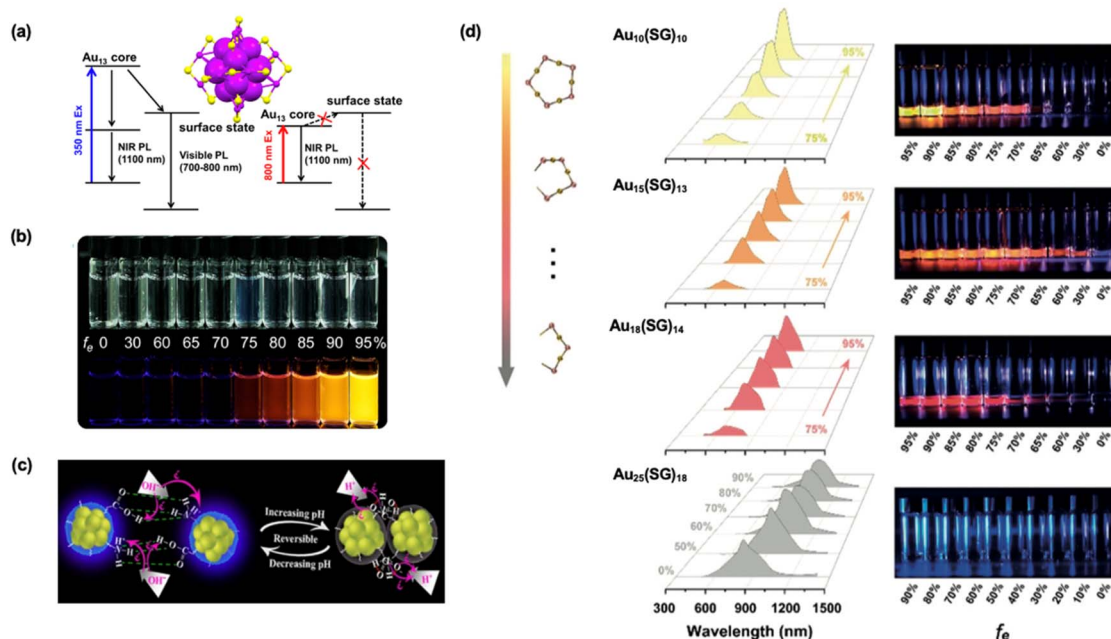 (a)
Au13 core
surface state
350 nm Ex
NIR PL
(1100 nm)
Visible PL
(700-800 nm)
Au13 core
surface state
800 nm Ex
NIR PL
(1100 nm)
(b)
fe 0 30 60 65 70 75 80 85 90 95%
(c)
OH⁻
H⁺
OH⁻
Increasing pH
Reversible
Decreasing pH
H⁺
H⁺
(d)
Au10(SG)10
95%
75%
95% 90% 85% 80% 75% 70% 65% 60% 30% 0%
Au15(SG)13
95%
75%
95% 90% 85% 80% 75% 70% 65% 60% 30% 0%
Au18(SG)14
95%
75%
95% 90% 85% 80% 75% 70% 65% 60% 30% 0%
Au25(SG)18
90%
80%
70%
60%
50%
0%
300 600 900 1200 1500
Wavelength (nm)
90% 80% 70% 60% 50% 40% 30% 20% 10% 0%
fe